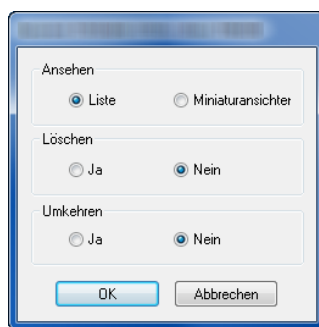 Ansehen
Liste Miniaturansichter
Löschen
Ja Nein
Umkehren
Ja Nein
OK Abbrechen